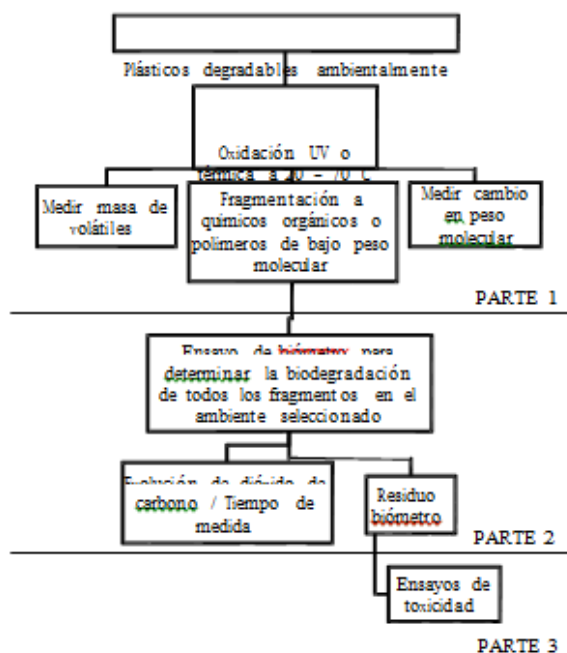 Plásticos degradables ambientalmente
Oxidación UV o
térmica a 20 – 70°C
Medir masa de
volátiles
Fragmentación a
químicos orgánicos o
polímeros de bajo peso
molecular
Medir cambio
en peso
molecular
PARTE 1
Ensayo de biómetro para
determinar la biodegradación
de todos los fragmentos en el
ambiente seleccionado
Evolución de dióxido de
carbono / Tiempo de
medida
Residuo
biómetro
PARTE 2
Ensayos de
toxicidad
PARTE 3